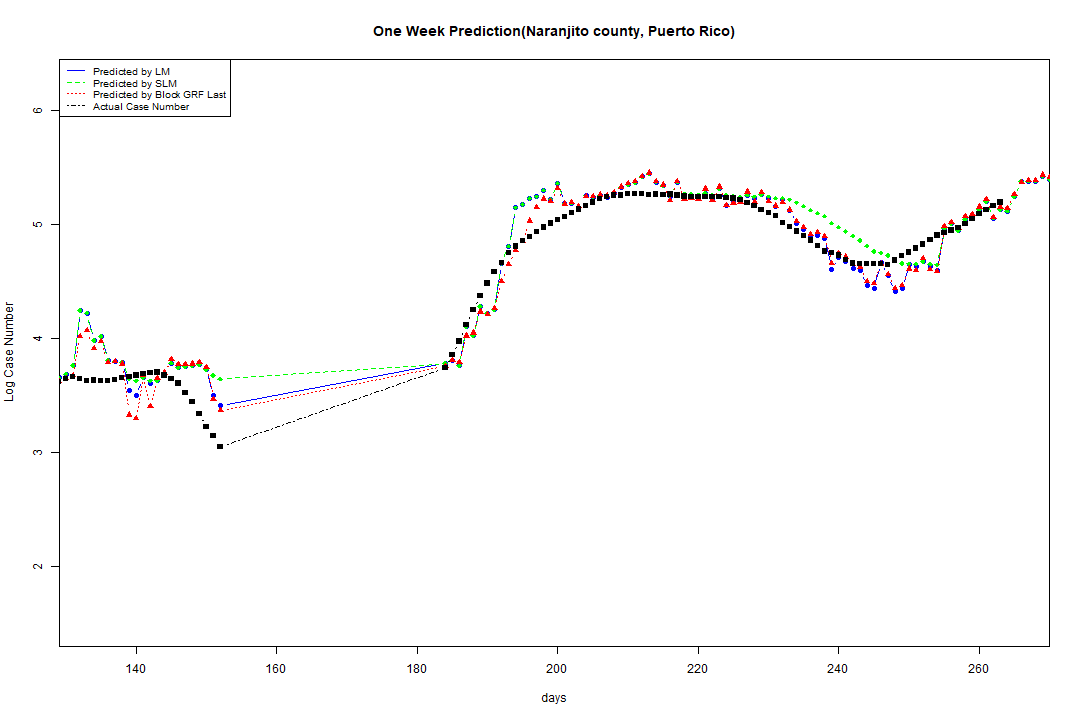 One Week Prediction(Naranjito county, Puerto Rico)
Predicted by LM
Predicted by SLM
Predicted by Block GRF Last
Actual Case Number
6
5
4
3
2
Log Case Number
140 160 180 200 220 240 260
days